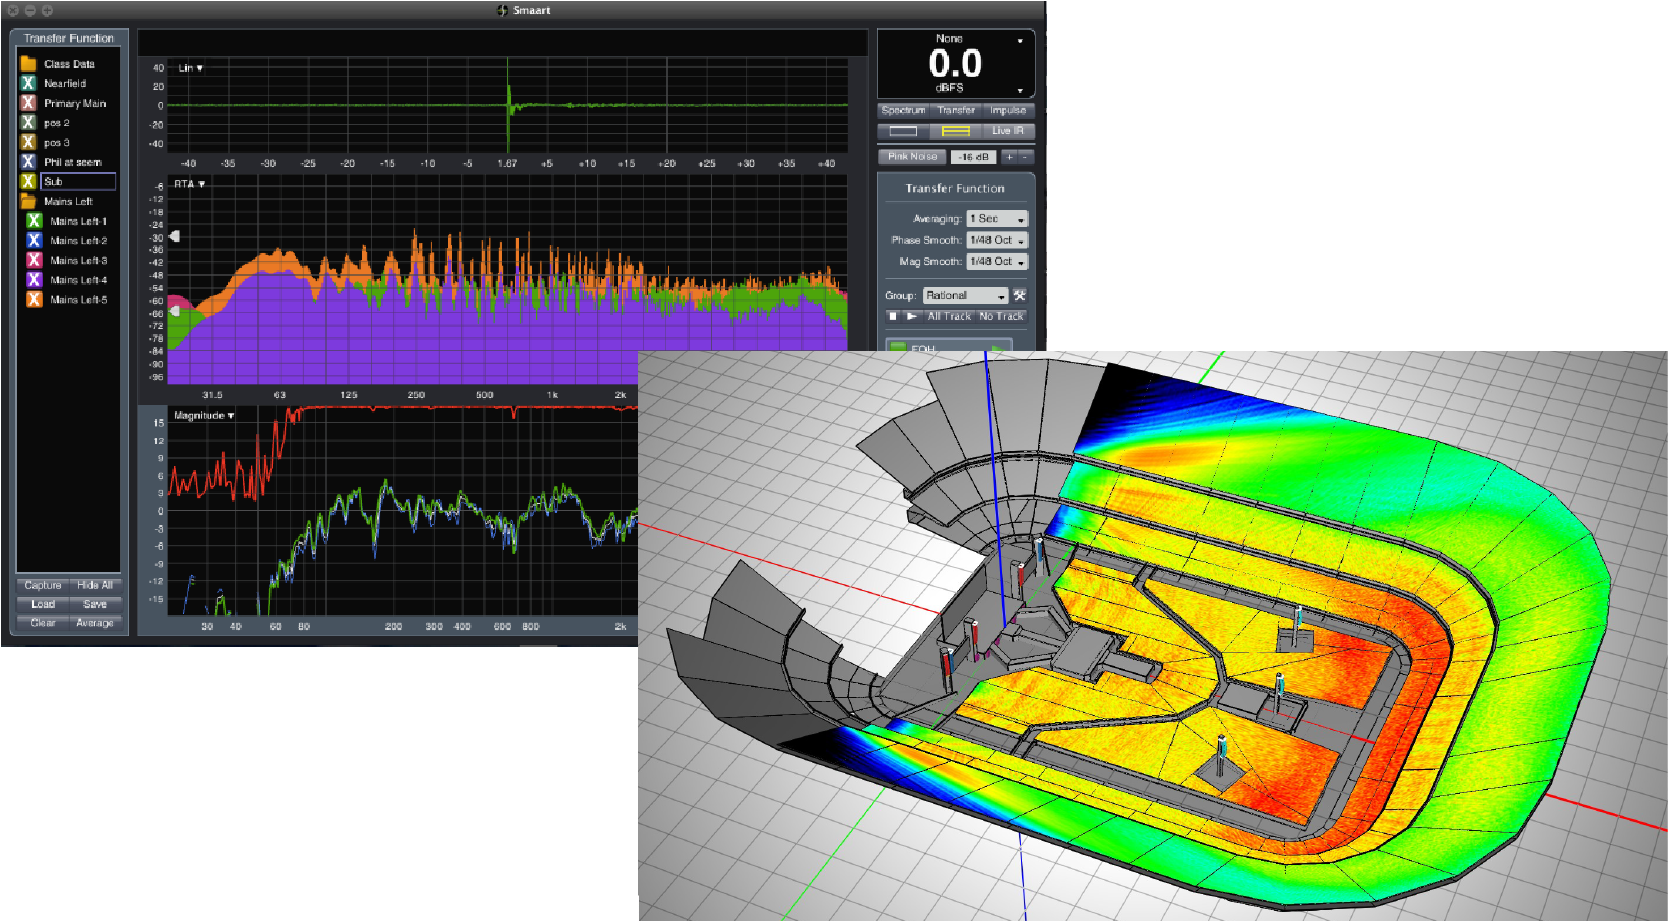 Smaart
Transfer Function
Class Data
Nearfield
Primary Main
pos 2
pos 3
Phil at seem
Sub
Mains Left
Mains Left-1
Mains Left-2
Mains Left-3
Mains Left-4
Mains Left-5
Capture Hide All
Load Save
Clear Average
Lin
40
20
0
-20
-40
-40 -35 -30 -25 -20 -15 -10 -5 1.67 +5 +10 +15 +20 +25 +30 +35 +40
RTA
-6
-12
-18
-24
-30
-36
-42
-48
-54
-60
-66
-72
-78
-84
-90
-96
31.5 63 125 250 500 1k 2k
Magnitude
15
12
9
6
3
0
-3
-6
-9
-12
-15
30 40 60 80 200 300 400 600 800 2k
None
0.0
dBFS
Spectrum Transfer Impulse
Live IR
Pink Noise -16 dB + -
Transfer Function
Averaging: 1 Sec
Phase Smooth: 1/48 Oct
Mag Smooth: 1/48 Oct
Group: Rational
All Track No Track